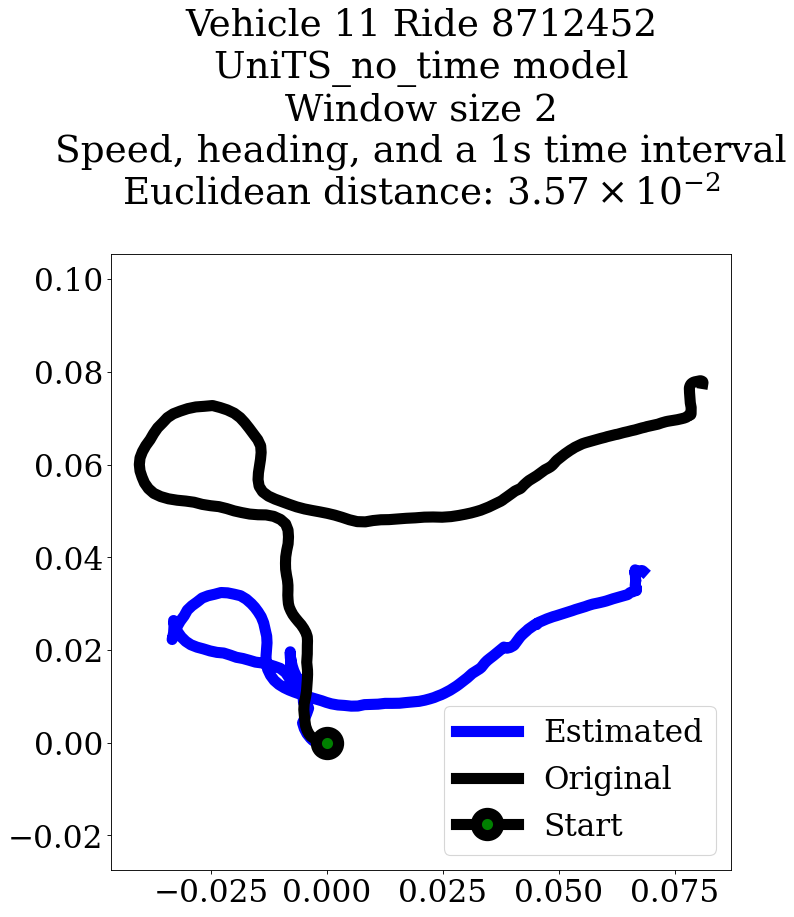 Vehicle 11 Ride 8712452
UniTS_no_time model
Window size 2
Speed, heading, and a 1s time interval
Euclidean distance: 3.57 × 10⁻²
0.10
0.08
0.06
0.04
0.02
0.00
−0.02
−0.025 0.000 0.025 0.050 0.075
Estimated
Original
Start